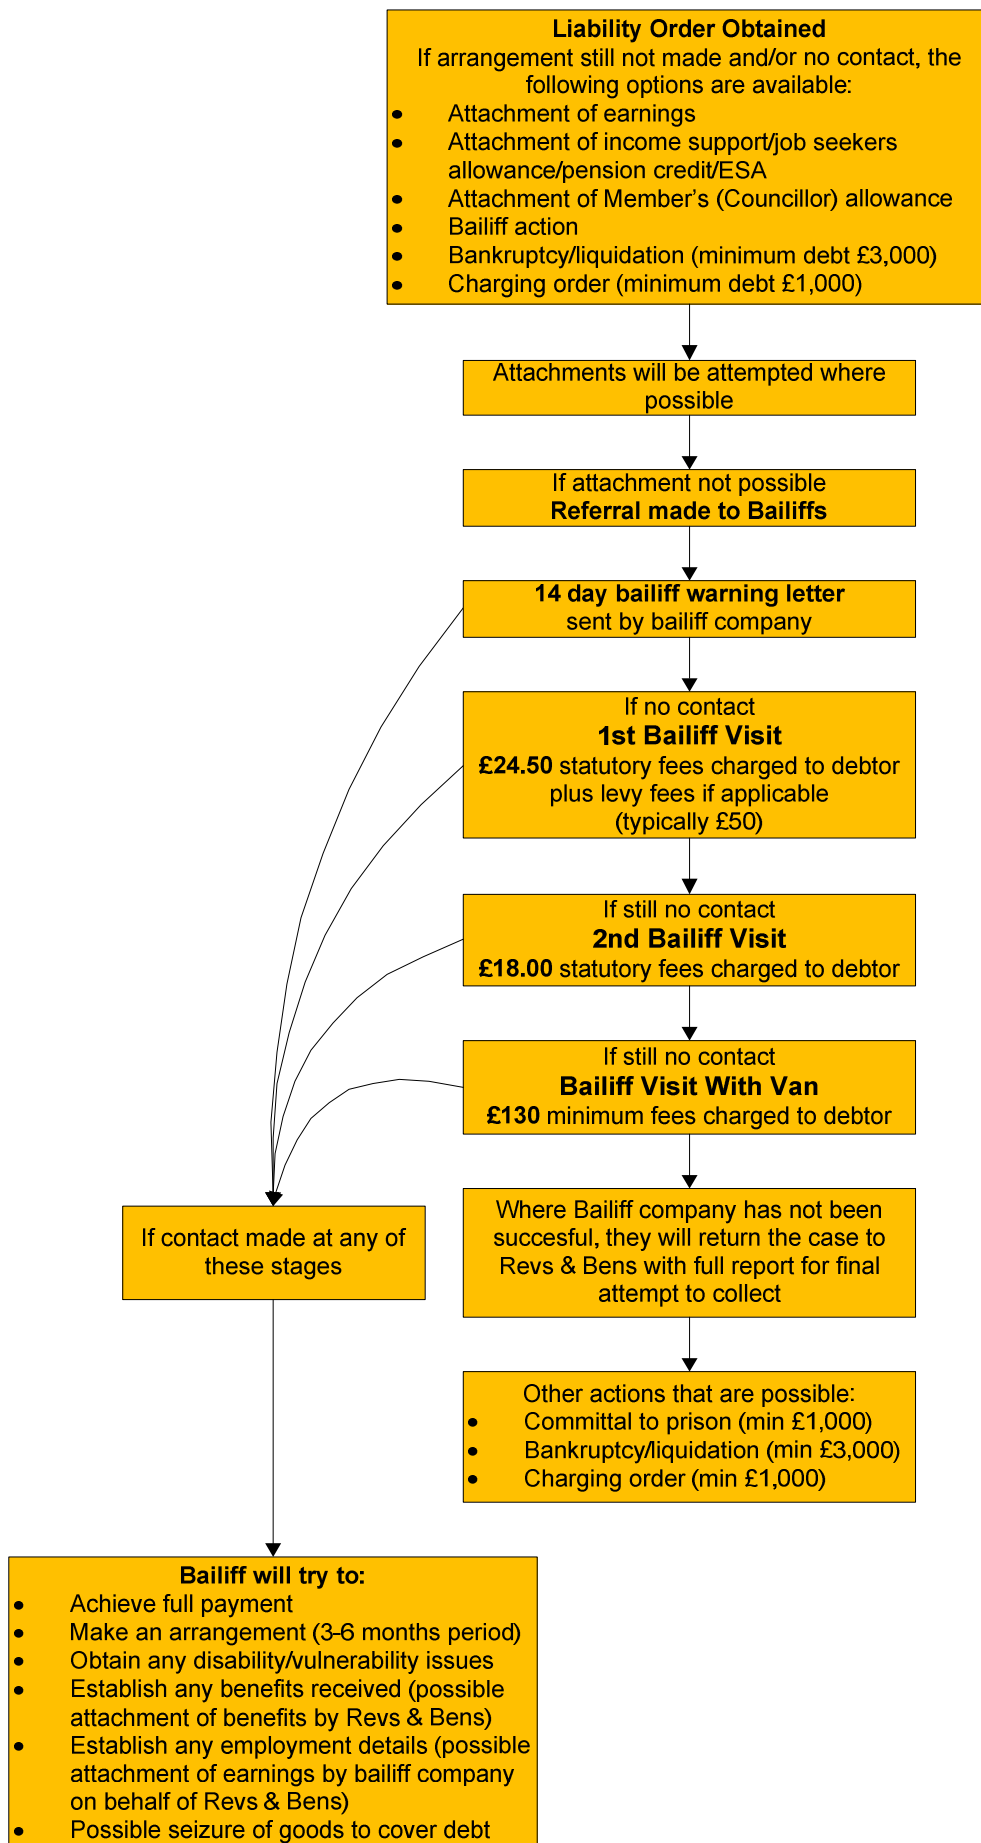 Liability Order Obtained
If arrangement still not made and/or no contact, the
following options are available:
• Attachment of earnings
• Attachment of income support/job seekers
allowance/pension credit/ESA
• Attachment of Member's (Councillor) allowance
• Bailiff action
• Bankruptcy/liquidation (minimum debt £3,000)
• Charging order (minimum debt £1,000)
Attachments will be attempted where
possible
If attachment not possible
Referral made to Bailiffs
14 day bailiff warning letter
sent by bailiff company
If no contact
1st Bailiff Visit
£24.50 statutory fees charged to debtor
plus levy fees if applicable
(typically £50)
If still no contact
2nd Bailiff Visit
£18.00 statutory fees charged to debtor
If still no contact
Bailiff Visit With Van
£130 minimum fees charged to debtor
Where Bailiff company has not been
succesful, they will return the case to
Revs & Bens with full report for final
attempt to collect
If contact made at any of
these stages
Other actions that are possible:
• Committal to prison (min £1,000)
• Bankruptcy/liquidation (min £3,000)
• Charging order (min £1,000)
Bailiff will try to:
• Achieve full payment
• Make an arrangement (3-6 months period)
• Obtain any disability/vulnerability issues
• Establish any benefits received (possible
attachment of benefits by Revs & Bens)
• Establish any employment details (possible
attachment of earnings by bailiff company
on behalf of Revs & Bens)
• Possible seizure of goods to cover debt